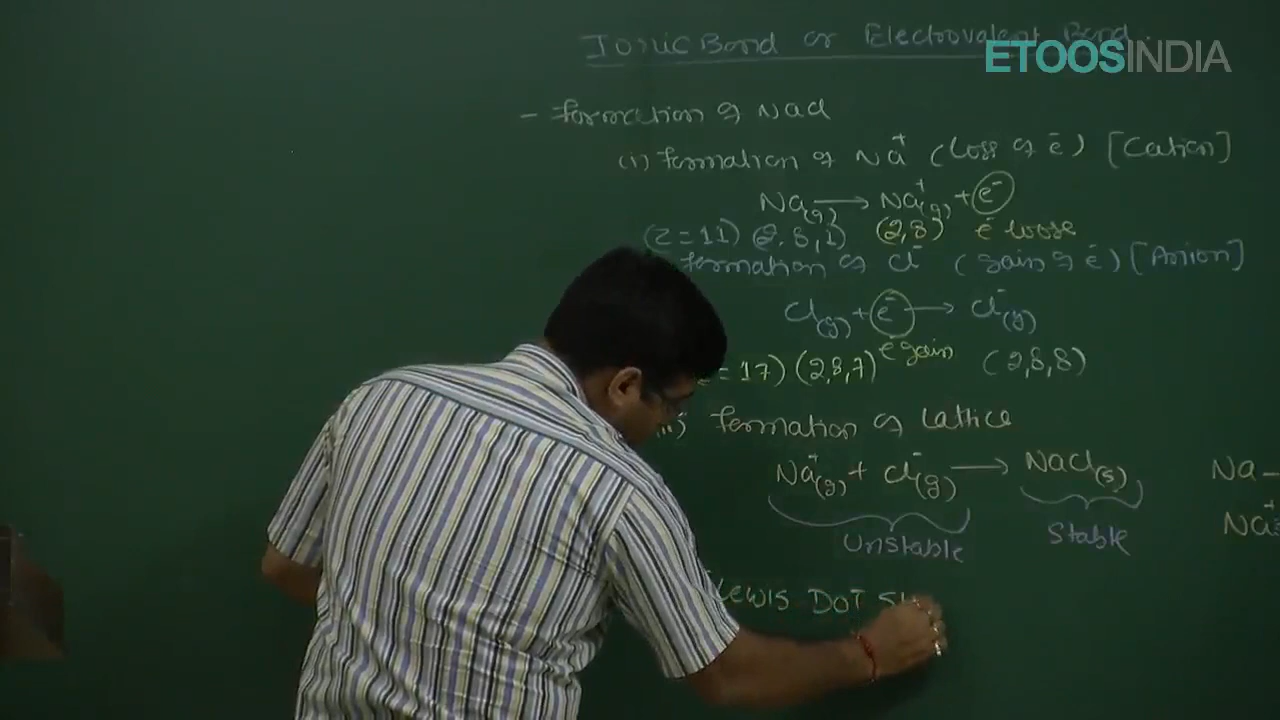 Ionic Bond or Electrovalent Bond
ETOOSINDIA
- Formation of NaCl
(i) Formation of Na⁺ (Loss of ē) [Cation]
Na(g) → Na⁺(g) + e⁻
(z=11) (2,8,1) (2,8) ē loose
Formation of Cl⁻ (Gain of ē) [Anion]
Cl(g) + e⁻ → Cl⁻(g)
=17) (2,8,7) ē gain (2,8,8)
Formation of Lattice
Na⁺(g) + Cl⁻(g) → NaCl(s) Na-
Unstable Stable Na⁺
LEWIS DOT